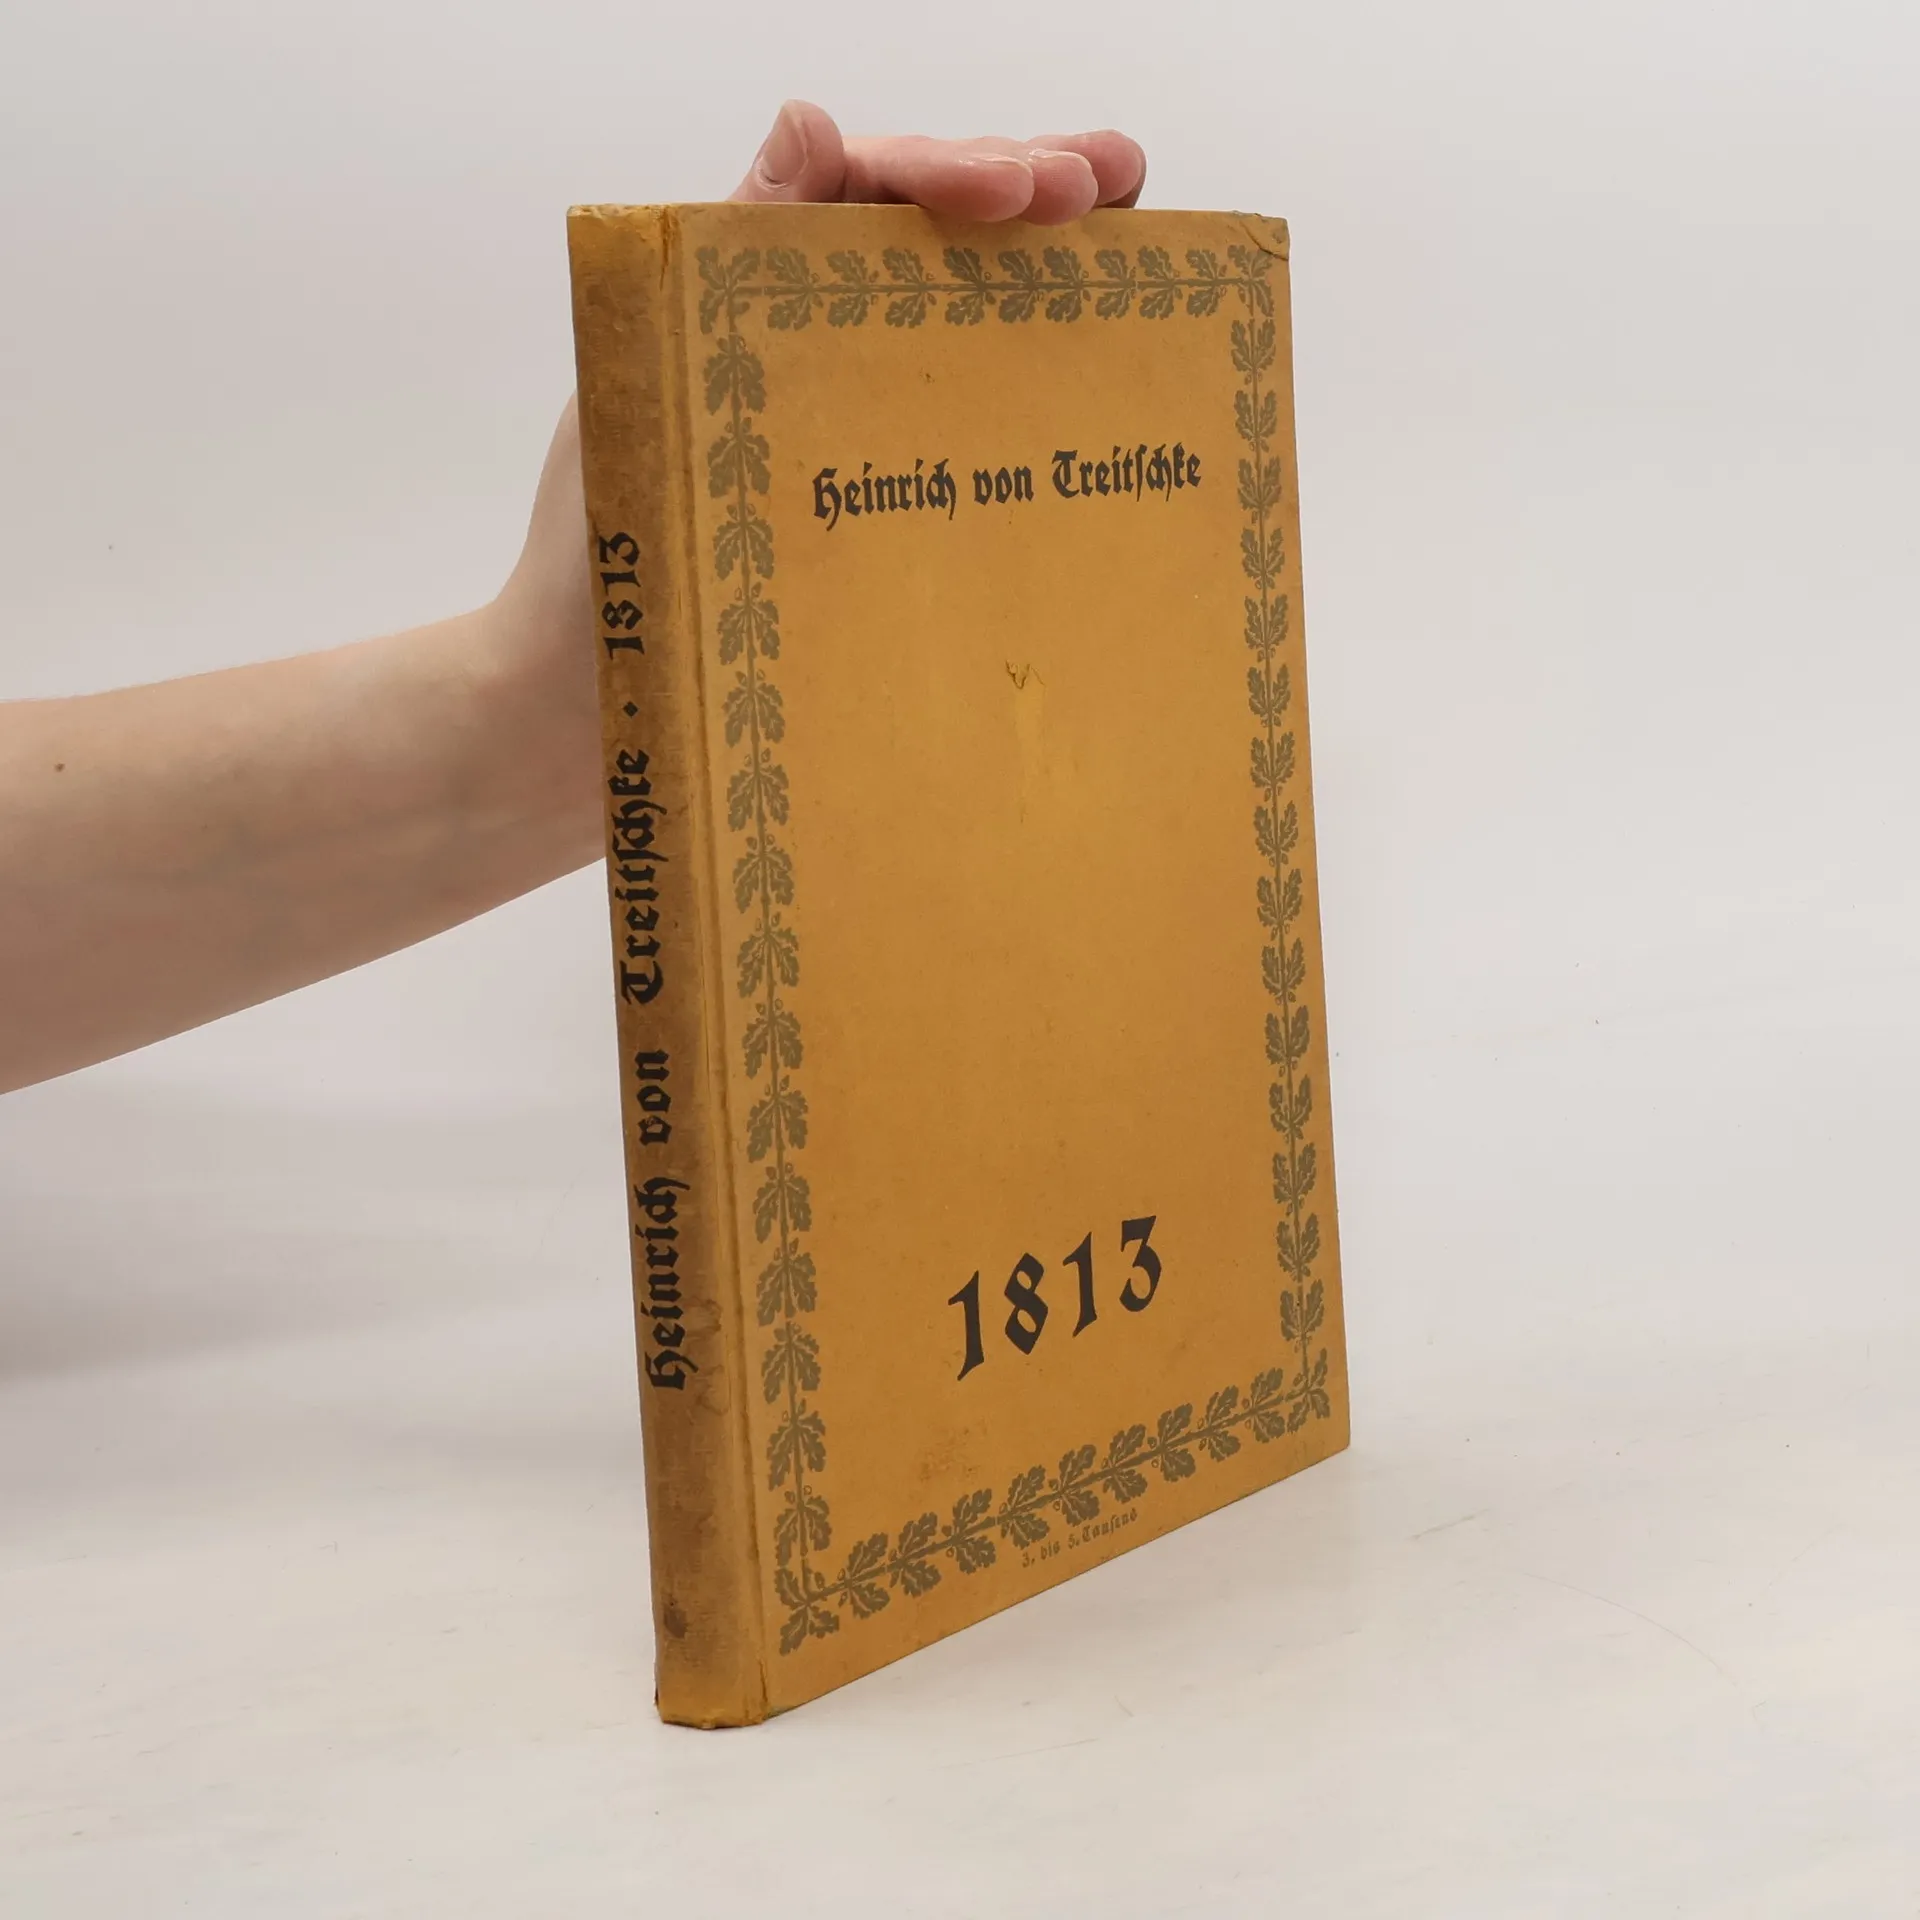 Heinrich von Treitſchke
1813
3. bis 5. Tauſend
Heinrich von Treitſchke · 1813